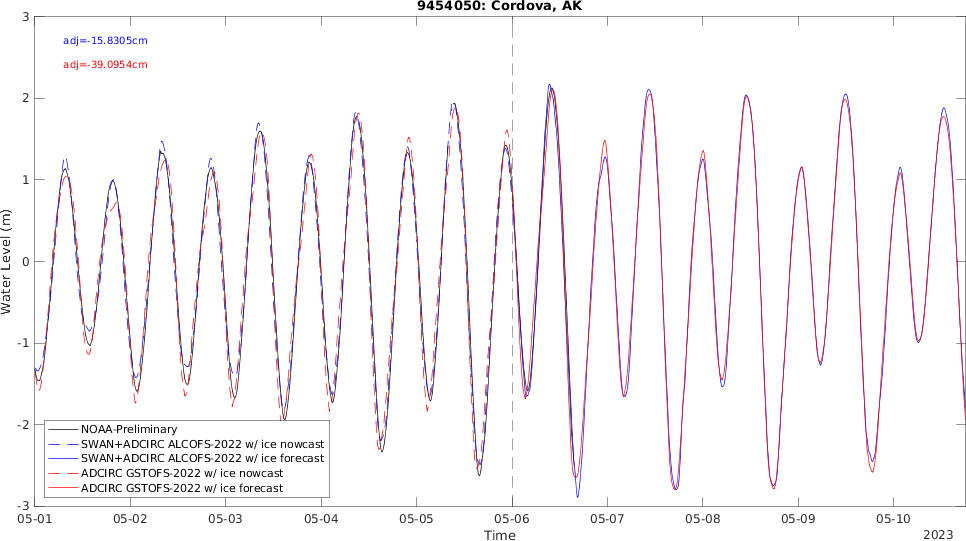 9454050: Cordova, AK
adj=-15.8305cm
adj=-39.0954cm
Water Level (m)
3
2
1
0
-1
-2
-3
NOAA-Preliminary
SWAN+ADCIRC ALCOFS-2022 w/ ice nowcast
SWAN+ADCIRC ALCOFS-2022 w/ ice forecast
ADCIRC GSTOFS-2022 w/ ice nowcast
ADCIRC GSTOFS-2022 w/ ice forecast
05-01 05-02 05-03 05-04 05-05 05-06 05-07 05-08 05-09 05-10
Time
2023